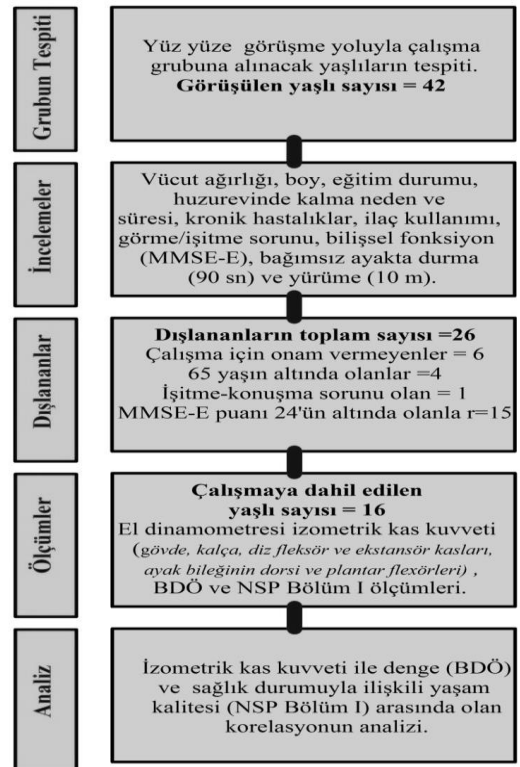 Grubun Tespiti
Yüz yüze görüşme yoluyla çalışma
grubuna alınacak yaşlıların tespiti.
Görüşülen yaşlı sayısı = 42
İncelemeler
Vücut ağırlığı, boy, eğitim durumu,
huzurevinde kalma neden ve
süresi, kronik hastalıklar, ilaç kullanımı,
görme/işitme sorunu, bilişsel fonksiyon
(MMSE-E), bağımsız ayakta durma
(90 sn) ve yürüme (10 m).
Dışlananlar
Dışlananların toplam sayısı =26
Çalışma için onam vermeyenler = 6
65 yaşın altında olanlar =4
İşitme-konuşma sorunu olan = 1
MMSE-E puanı 24'ün altında olanla r=15
Ölçümler
Çalışmaya dahil edilen
yaşlı sayısı = 16
El dinamometresi izometrik kas kuvveti
(gövde, kalça, diz fleksör ve ekstansör kasları,
ayak bileğinin dorsi ve plantar flexörleri) ,
BDÖ ve NSP Bölüm I ölçümleri.
Analiz
İzometrik kas kuvveti ile denge (BDÖ)
ve sağlık durumuyla ilişkili yaşam
kalitesi (NSP Bölüm I) arasında olan
korelasyonun analizi.